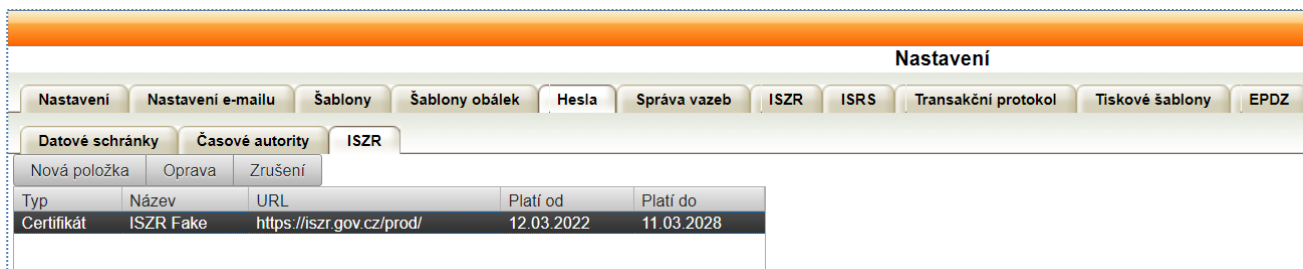 Nastavení
Nastavení Nastavení e-mailu Šablony Šablony obálek Hesla Správa vazeb ISZR ISRS Transakční protokol Tiskové šablony EPDZ
Datové schránky Časové autority ISZR
Nová položka Oprava Zrušení
Typ Název URL Platí od Platí do
Certifikát ISZR Fake https://iszr.gov.cz/prod/ 12.03.2022 11.03.2028